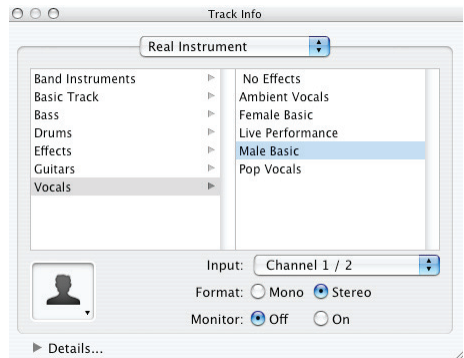 Track Info
Real Instrument
Band Instruments
Basic Track
Bass
Drums
Effects
Guitars
Vocals
No Effects
Ambient Vocals
Female Basic
Live Performance
Male Basic
Pop Vocals
Input: Channel 1 / 2
Format: Mono Stereo
Monitor: Off On
Details...